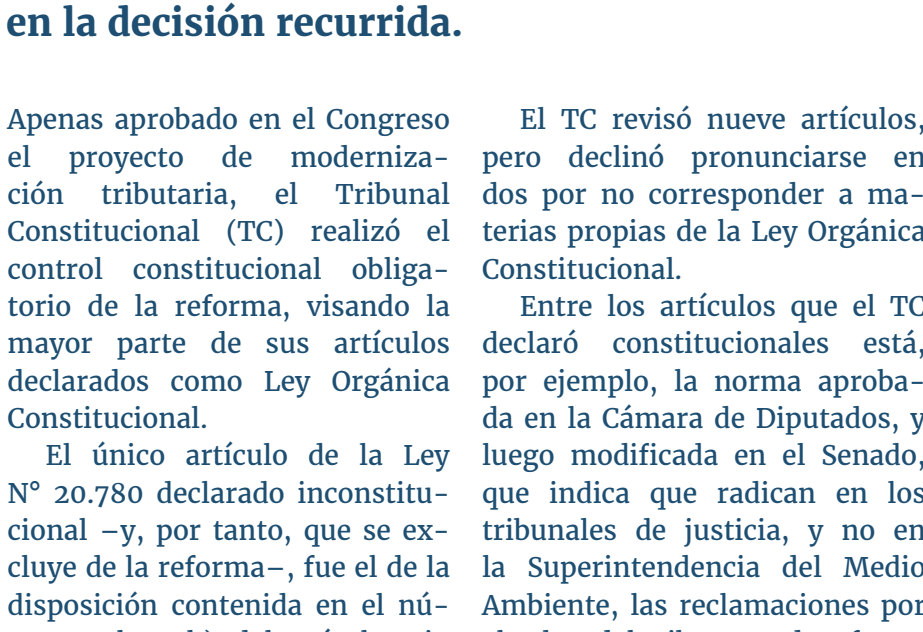 en la decisión recurrida.
Apenas aprobado en el Congreso
el proyecto de moderniza-
ción tributaria, el Tribunal
Constitucional (TC) realizó el
control constitucional obliga-
torio de la reforma, visando la
mayor parte de sus artículos
declarados como Ley Orgánica
Constitucional.
El único artículo de la Ley
N° 20.780 declarado inconstitu-
cional –y, por tanto, que se ex-
cluye de la reforma–, fue el de la
disposición contenida en el nú-
El TC revisó nueve artículos,
pero declinó pronunciarse en
dos por no corresponder a ma-
terias propias de la Ley Orgánica
Constitucional.
Entre los artículos que el TC
declaró constitucionales está,
por ejemplo, la norma aproba-
da en la Cámara de Diputados, y
luego modificada en el Senado,
que indica que radican en los
tribunales de justicia, y no en
la Superintendencia del Medio
Ambiente, las reclamaciones por